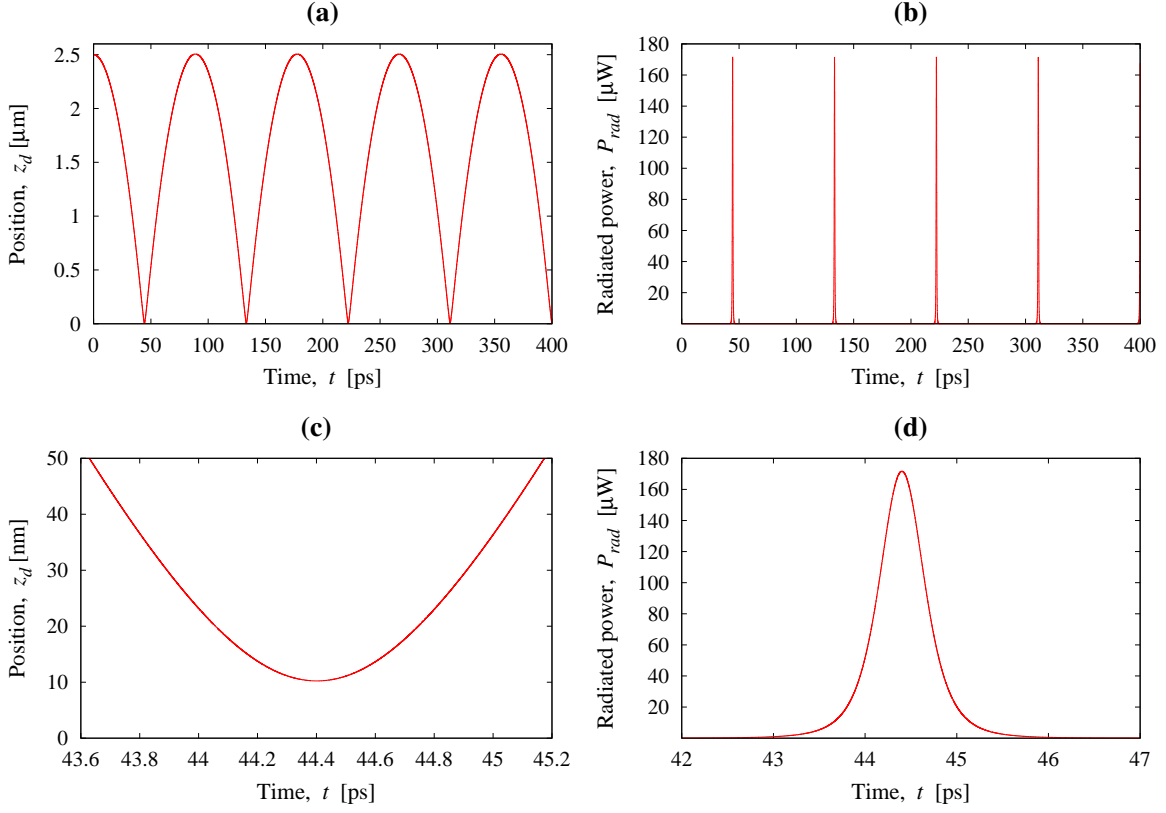 (a)
Position, z_d [μm]
2.5
2
1.5
1
0.5
0
0 50 100 150 200 250 300 350 400
Time, t [ps]
(b)
Radiated power, P_rad [μW]
180
160
140
120
100
80
60
40
20
0 50 100 150 200 250 300 350 400
Time, t [ps]
(c)
Position, z_d [nm]
50
40
30
20
10
0
43.6 43.8 44 44.2 44.4 44.6 44.8 45 45.2
Time, t [ps]
(d)
Radiated power, P_rad [μW]
180
160
140
120
100
80
60
40
20
42 43 44 45 46 47
Time, t [ps]